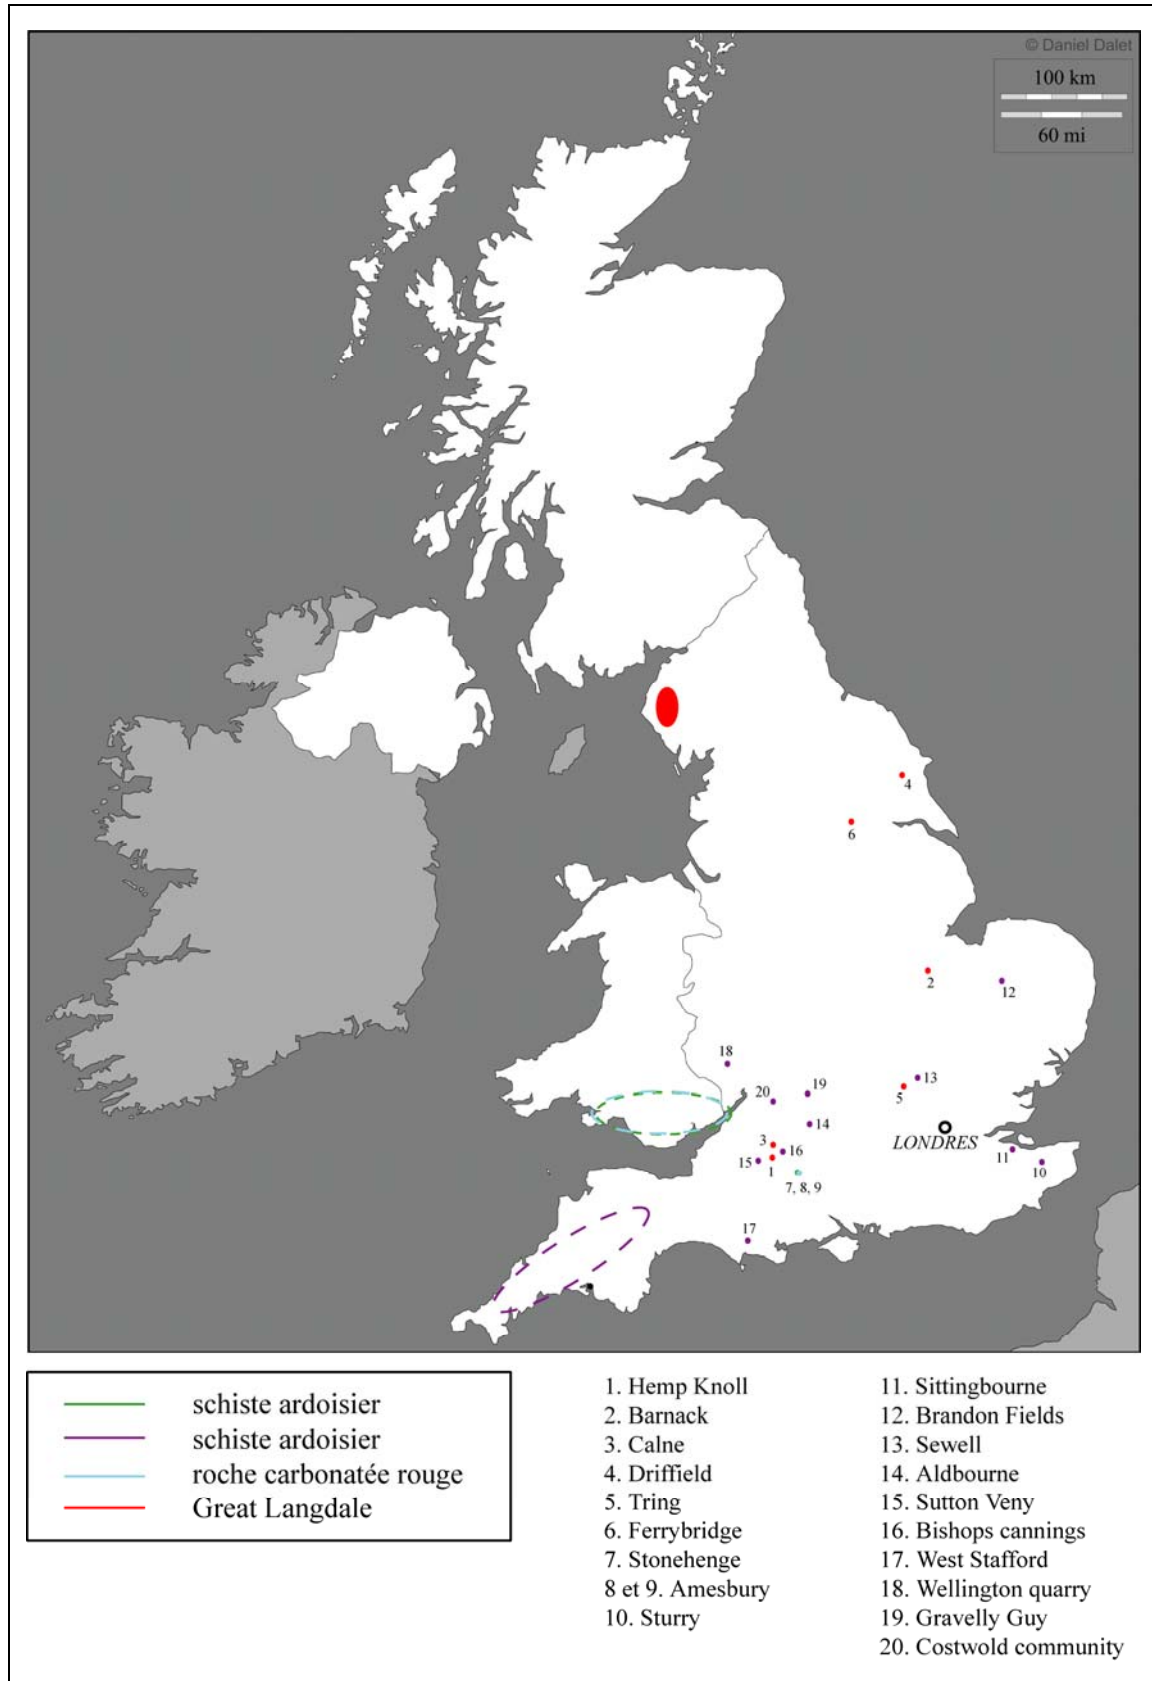 © Daniel Dalet
100 km
60 mi
4
6
2
12
18
13
19
20
5
14
LONDRES
3
16
11
15
1
10
7, 8, 9
17
schiste ardoisier
schiste ardoisier
roche carbonatée rouge
Great Langdale
1. Hemp Knoll
2. Barnack
3. Calne
4. Driffield
5. Tring
6. Ferrybridge
7. Stonehenge
8 et 9. Amesbury
10. Sturry
11. Sittingbourne
12. Brandon Fields
13. Sewell
14. Aldbourne
15. Sutton Veny
16. Bishops cannings
17. West Stafford
18. Wellington quarry
19. Gravelly Guy
20. Costwold community